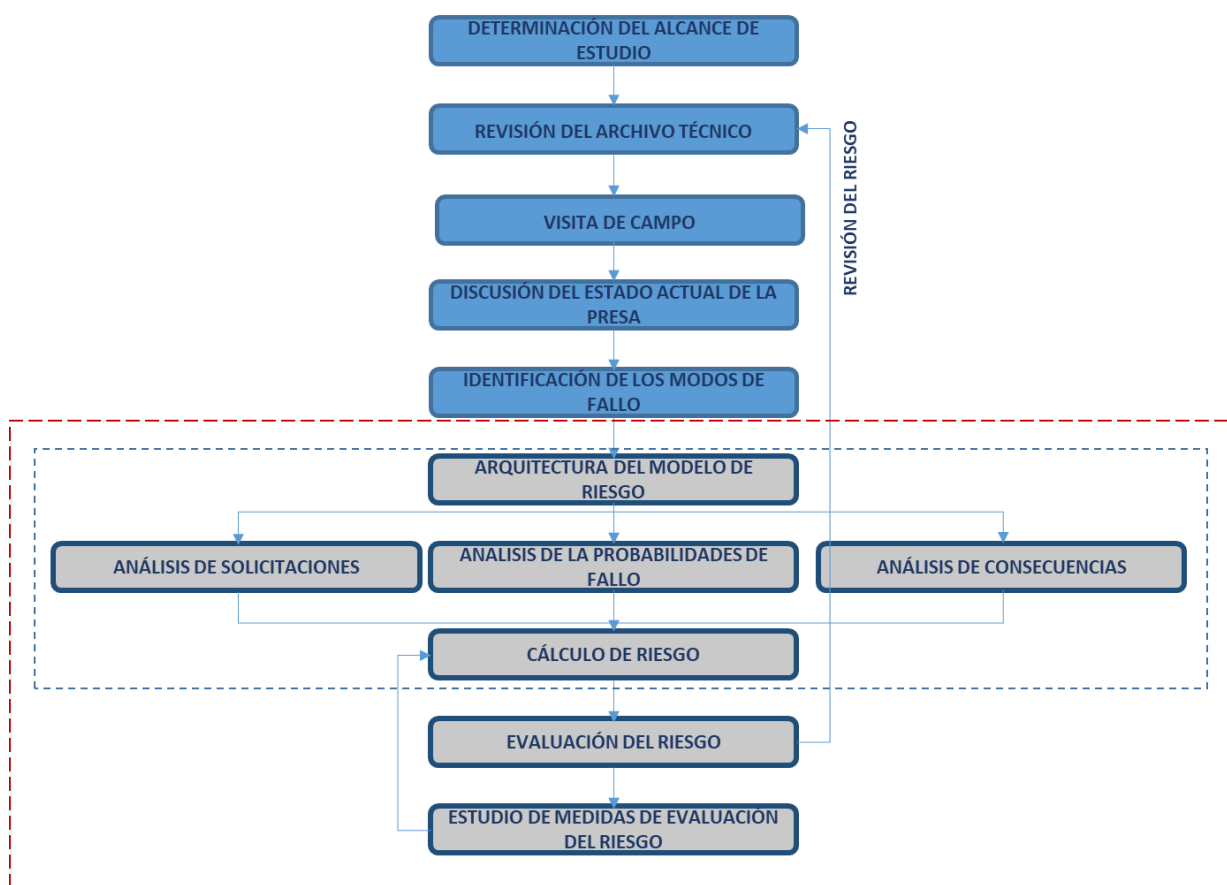 DETERMINACIÓN DEL ALCANCE DE
ESTUDIO
REVISIÓN DEL ARCHIVO TÉCNICO
REVISIÓN DEL RIESGO
VISITA DE CAMPO
DISCUSIÓN DEL ESTADO ACTUAL DE LA
PRESA
IDENTIFICACIÓN DE LOS MODOS DE
FALLO
ARQUITECTURA DEL MODELO DE
RIESGO
ANÁLISIS DE SOLICITACIONES
ANALISIS DE LA PROBABILIDADES DE
FALLO
ANÁLISIS DE CONSECUENCIAS
CÁLCULO DE RIESGO
EVALUACIÓN DEL RIESGO
ESTUDIO DE MEDIDAS DE EVALUACIÓN
DEL RIESGO